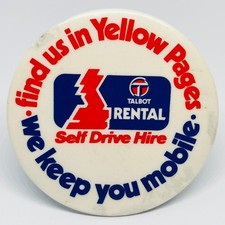 find us in Yellow Pages
TALBOT
RENTAL
Self Drive Hire
we keep you mobile